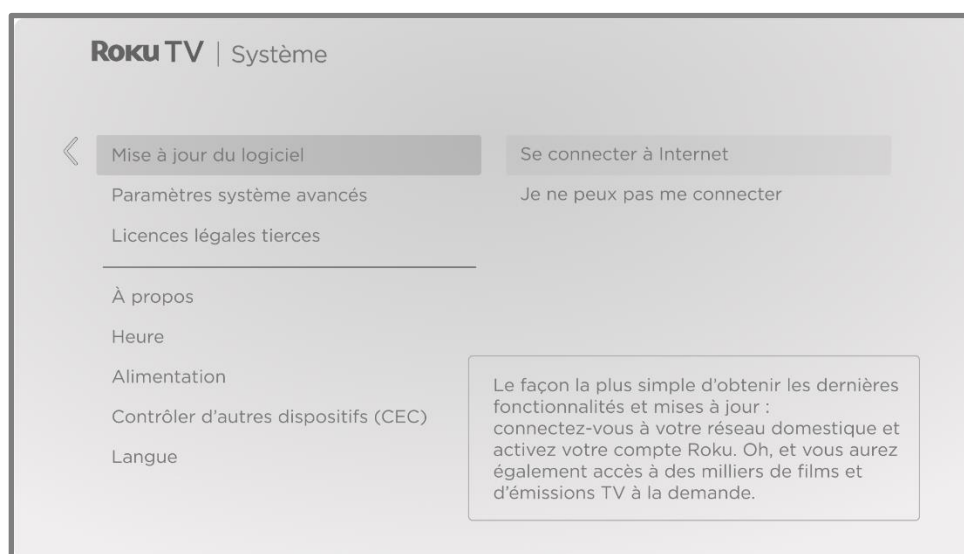 Roku TV | Système
Mise à jour du logiciel
Paramètres système avancés
Licences légales tierces
À propos
Heure
Alimentation
Contrôler d'autres dispositifs (CEC)
Langue
Se connecter à Internet
Je ne peux pas me connecter
Le façon la plus simple d'obtenir les dernières
fonctionnalités et mises à jour :
connectez-vous à votre réseau domestique et
activez votre compte Roku. Oh, et vous aurez
également accès à des milliers de films et
d'émissions TV à la demande.